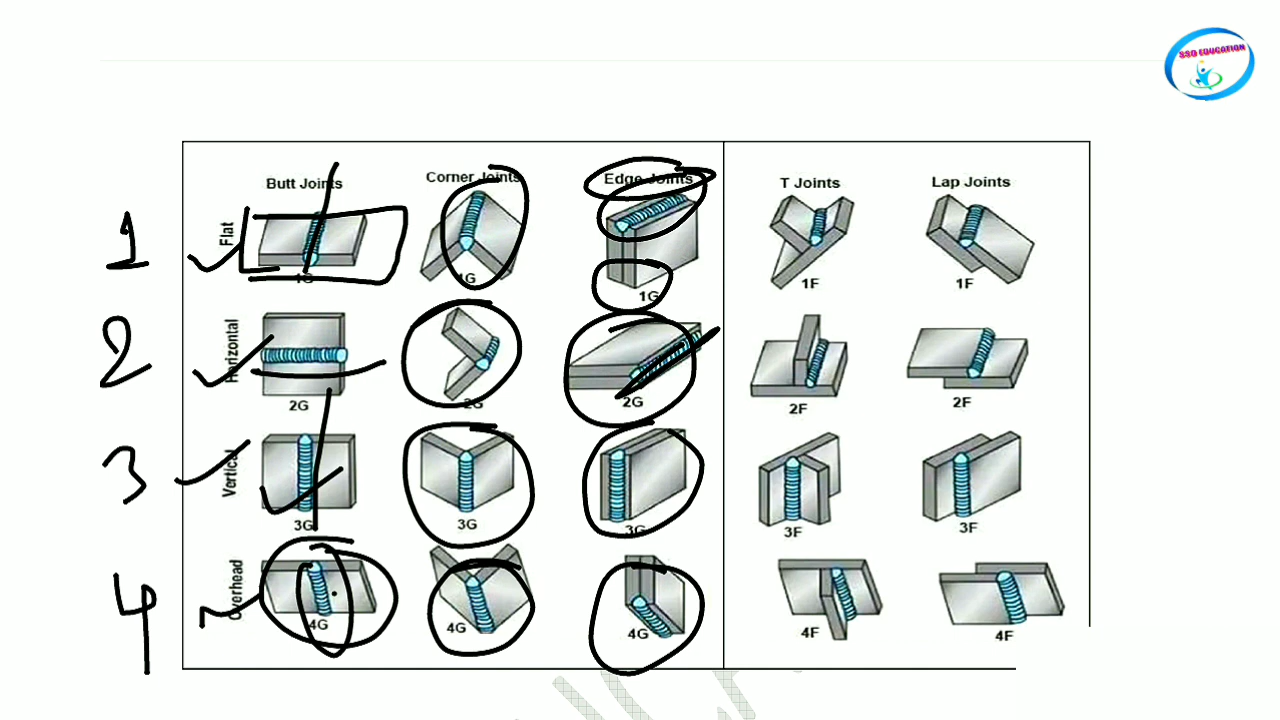 SSD EDUCATION
Butt Joints Corner Joints Edge Joints T Joints Lap Joints
1 Flat 1G 1G 1G 1F 1F
2 Horizontal 2G 2G 2G 2F 2F
3 Vertical 3G 3G 3G 3F 3F
4 Overhead 4G 4G 4G 4F 4F